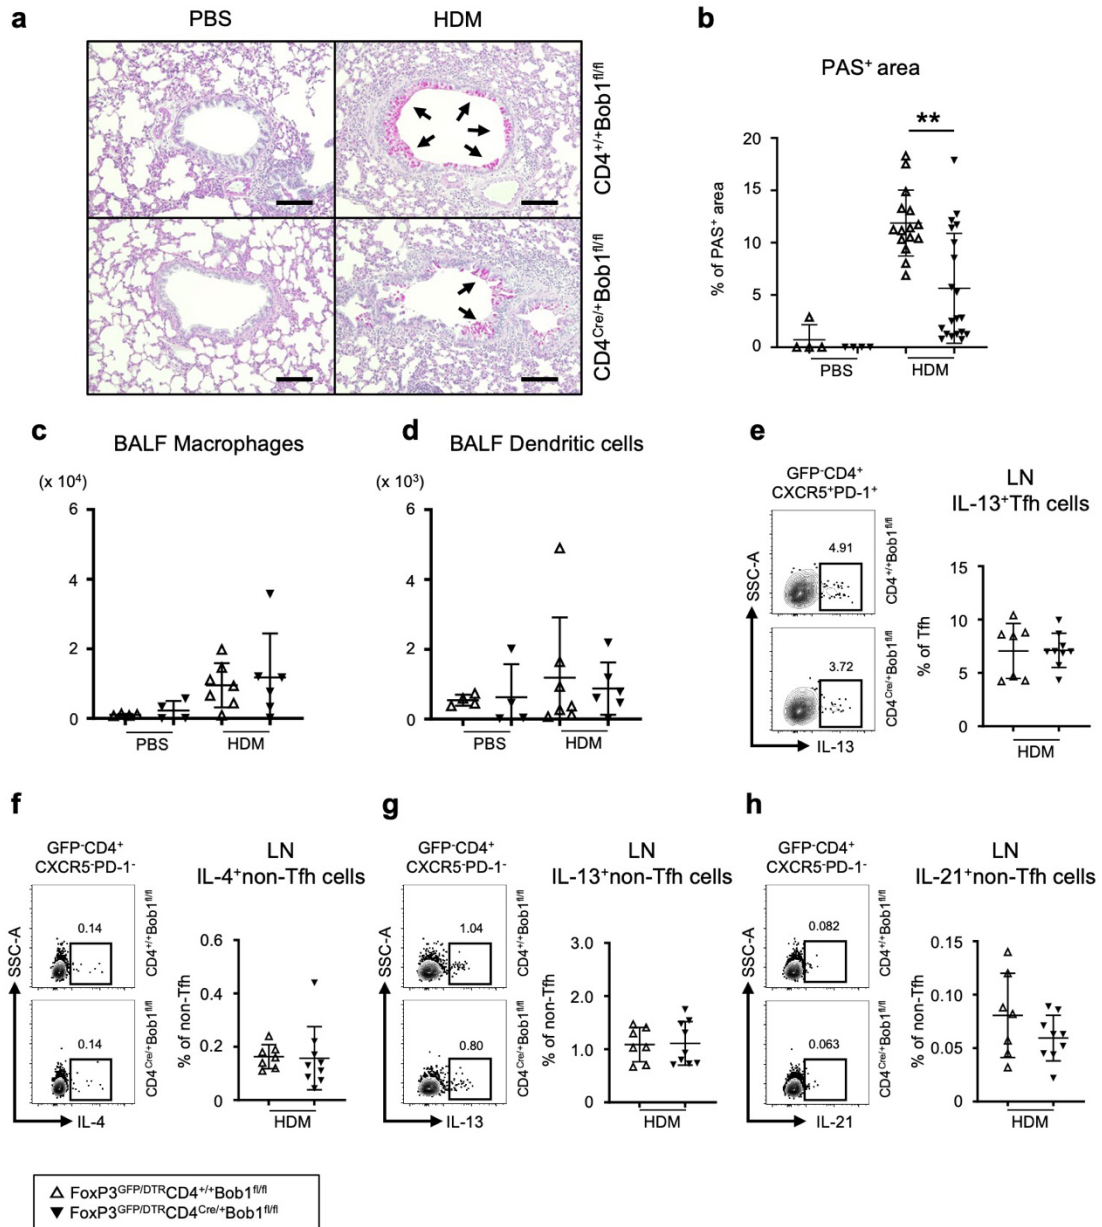 a
PBS
HDM
CD4+/+Bob1fl/fl
CD4Cre/+Bob1fl/fl
b
PAS+ area
% of PAS+ area
20
15
10
5
0
**
PBS
HDM
c
BALF Macrophages
(x 10⁴)
6
4
2
0
PBS
HDM
d
BALF Dendritic cells
(x 10³)
6
4
2
0
PBS
HDM
e
GFP-CD4+
CXCR5+PD-1+
SSC-A
4.91
CD4+/+Bob1fl/fl
3.72
CD4Cre/+Bob1fl/fl
IL-13
LN
IL-13+Tfh cells
% of Tfh
15
10
5
0
HDM
f
GFP-CD4+
CXCR5-PD-1-
SSC-A
0.14
CD4+/+Bob1fl/fl
0.14
CD4Cre/+Bob1fl/fl
IL-4
LN
IL-4+non-Tfh cells
% of non-Tfh
0.6
0.4
0.2
0
HDM
g
GFP-CD4+
CXCR5-PD-1-
SSC-A
1.04
CD4+/+Bob1fl/fl
0.80
CD4Cre/+Bob1fl/fl
IL-13
LN
IL-13+non-Tfh cells
% of non-Tfh
3.0
2.0
1.0
0
HDM
h
GFP-CD4+
CXCR5-PD-1-
SSC-A
0.082
CD4+/+Bob1fl/fl
0.063
CD4Cre/+Bob1fl/fl
IL-21
LN
IL-21+non-Tfh cells
% of non-Tfh
0.15
0.10
0.05
0
HDM
△ FoxP3GFP/DTRCD4+/+Bob1fl/fl
▼ FoxP3GFP/DTRCD4Cre/+Bob1fl/fl